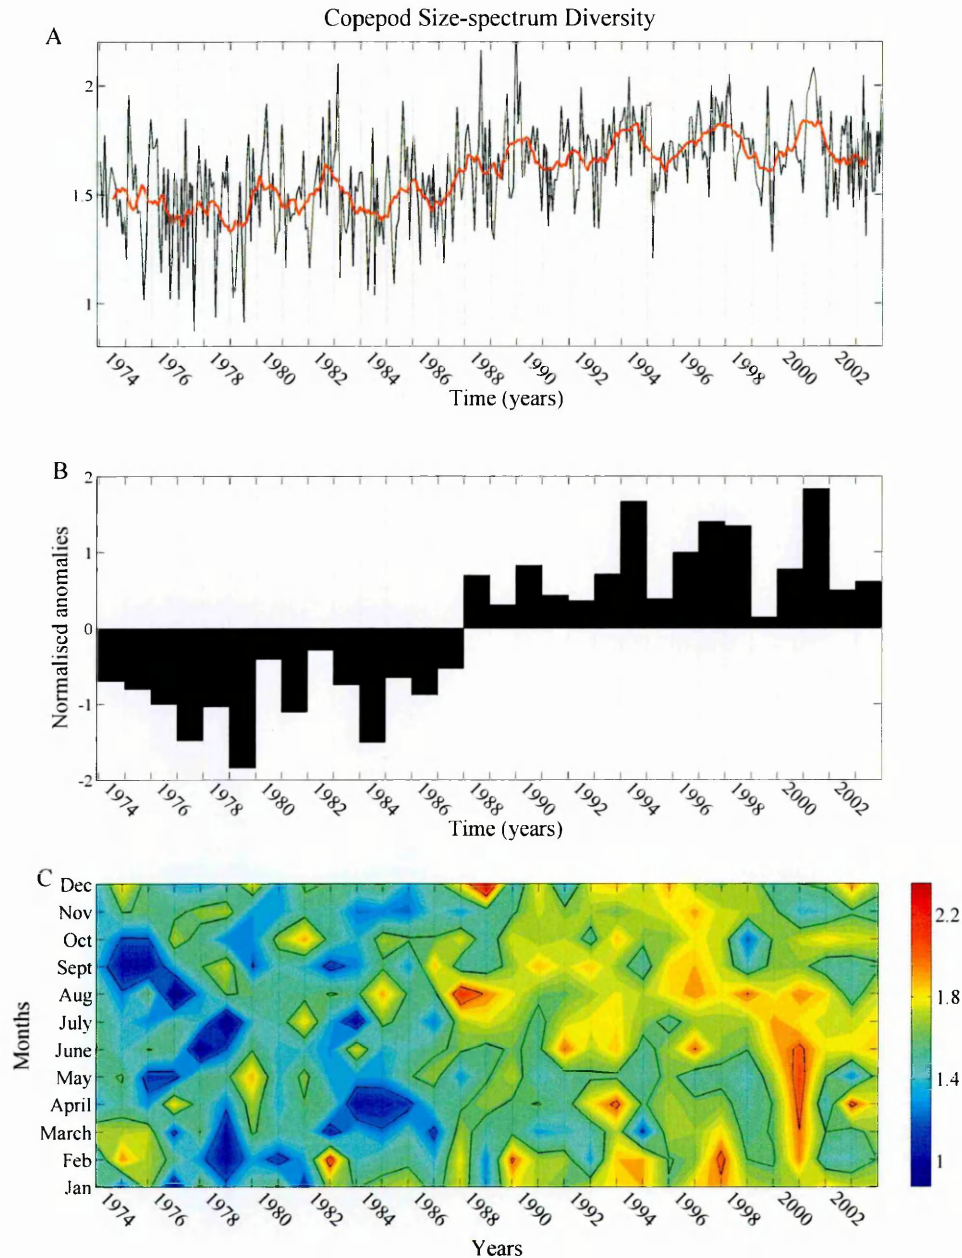 Copepod Size-spectrum Diversity
A
2
1.5
1
1974 1976 1978 1980 1982 1984 1986 1988 1990 1992 1994 1996 1998 2000 2002
Time (years)
B
2
1
0
-1
-2
Normalised anomalies
1974 1976 1978 1980 1982 1984 1986 1988 1990 1992 1994 1996 1998 2000 2002
Time (years)
C
Dec
Nov
Oct
Sept
Aug
July
June
May
April
March
Feb
Jan
Months
2.2
1.8
1.4
1
1974 1976 1978 1980 1982 1984 1986 1988 1990 1992 1994 1996 1998 2000 2002
Years